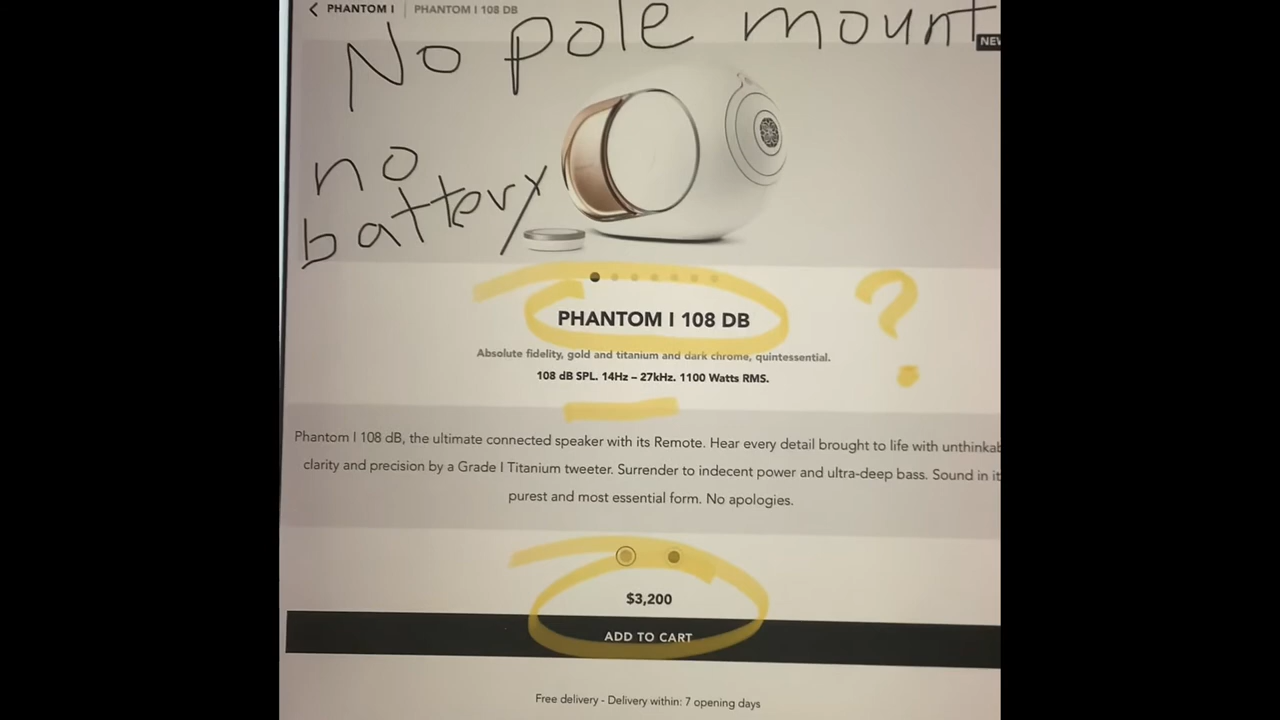 PHANTOM I | PHANTOM I 108 DB
No pole mount
NEW
no
battery
PHANTOM I 108 DB
?
Absolute fidelity, gold and titanium and dark chrome, quintessential.
108 dB SPL. 14Hz – 27kHz. 1100 Watts RMS.
Phantom I 108 dB, the ultimate connected speaker with its Remote. Hear every detail brought to life with
clarity and precision by a Grade I Titanium tweeter. Surrender to indecent power and ultra-deep bass. Sound in
purest and most essential form. No apologies.
$3,200
ADD TO CART
Free delivery - Delivery within: 7 opening days